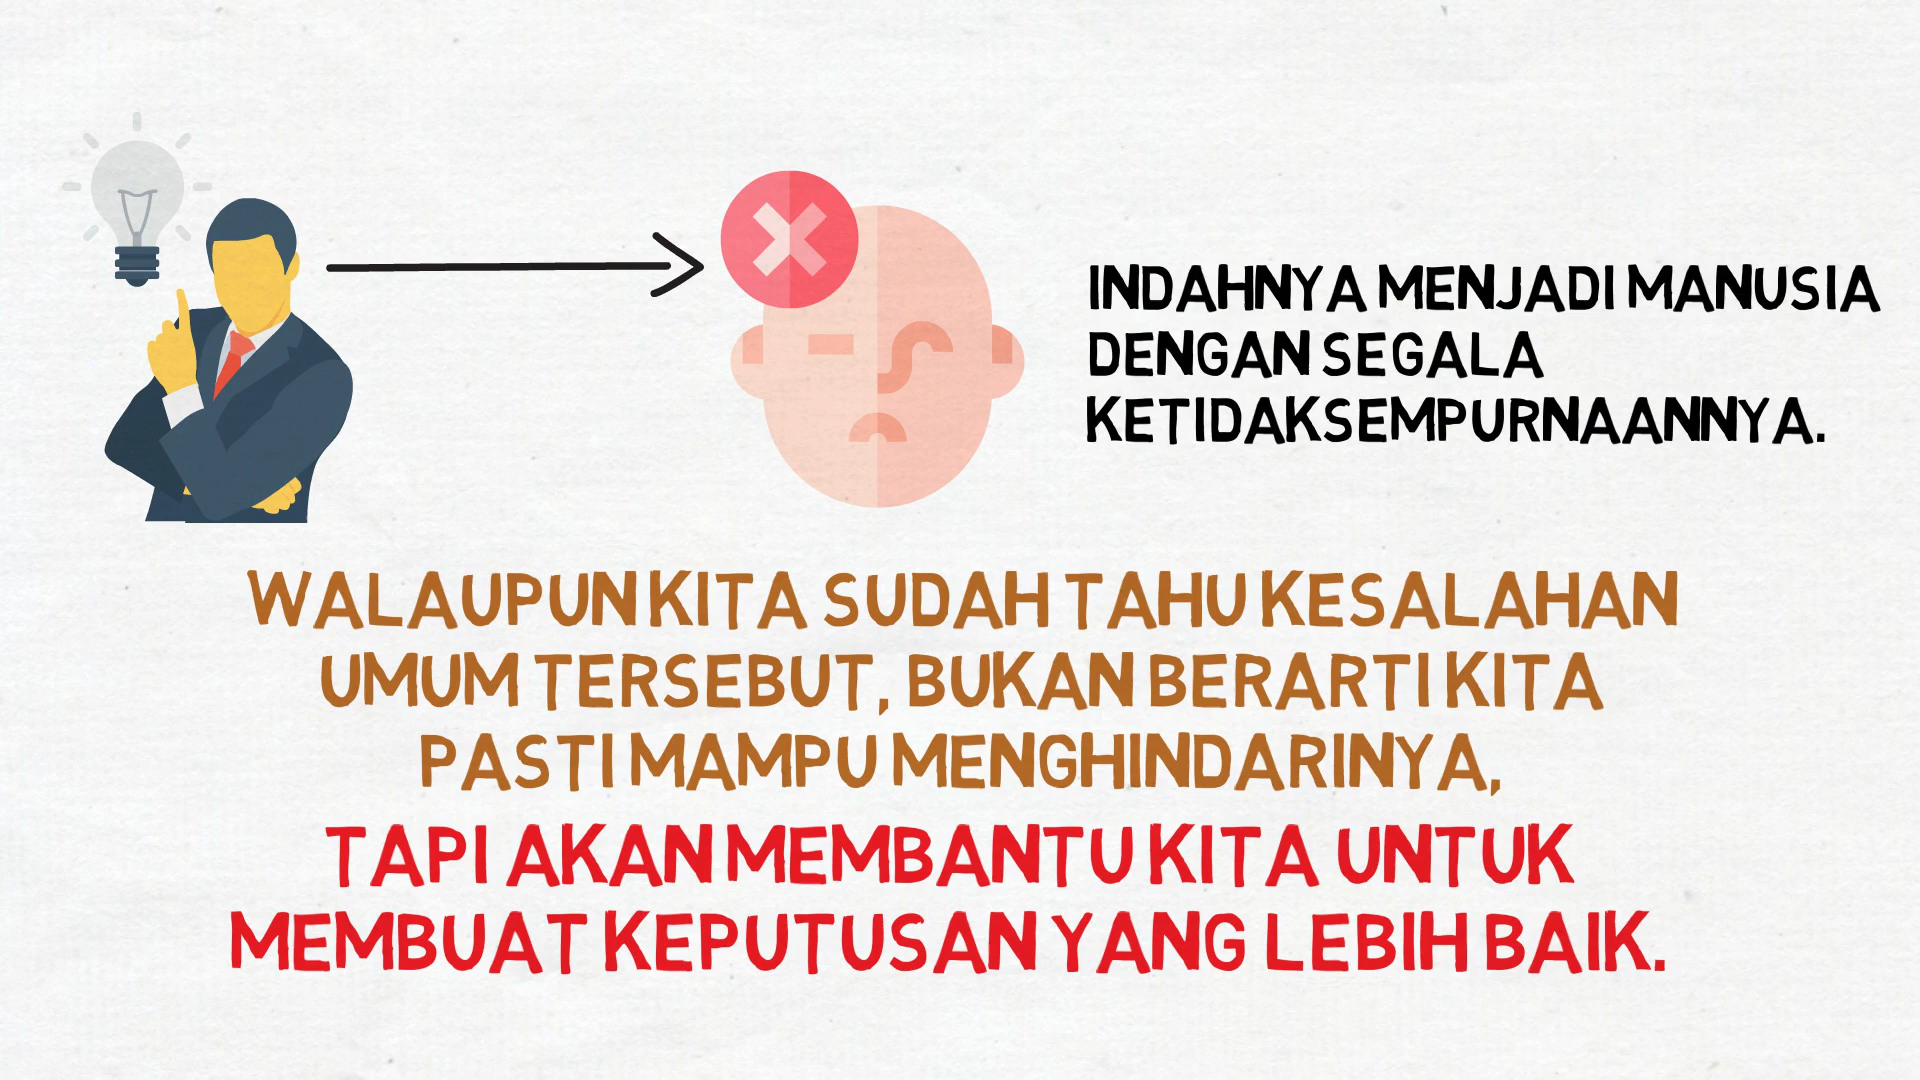 INDAHNYA MENJADI MANUSIA
DENGAN SEGALA
KETIDAKSEMPURNAANNYA.
WALAUPUN KITA SUDAH TAHU KESALAHAN
UMUM TERSEBUT, BUKAN BERARTI KITA
PASTI MAMPU MENGHINDARINYA,
TAPI AKAN MEMBANTU KITA UNTUK
MEMBUAT KEPUTUSAN YANG LEBIH BAIK.